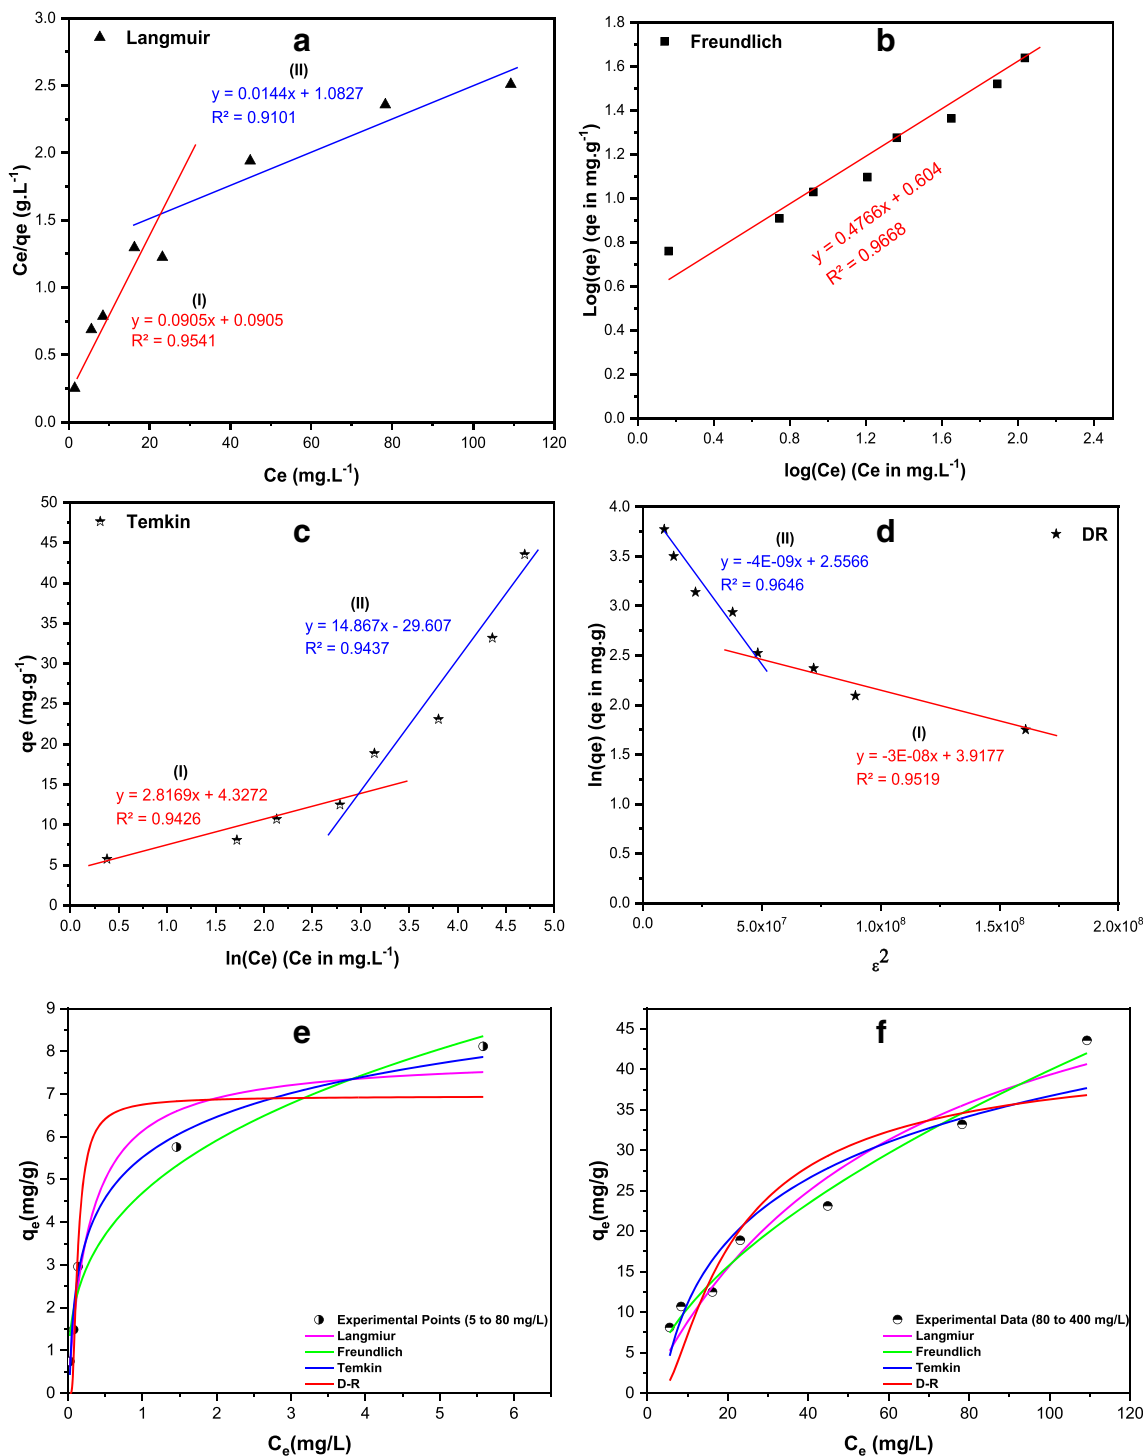 a
Langmuir
(II)
y = 0.0144x + 1.0827
R² = 0.9101
(I)
y = 0.0905x + 0.0905
R² = 0.9541
3.0
2.5
2.0
1.5
1.0
0.5
0.0
Ce/qe (g.L⁻¹)
0 20 40 60 80 100 120
Ce (mg.L⁻¹)
b
Freundlich
y = 0.4766x + 0.604
R² = 0.9668
1.8
1.6
1.4
1.2
1.0
0.8
0.6
0.4
0.2
0.0
Log(qe) (qe in mg.g⁻¹)
0.0 0.4 0.8 1.2 1.6 2.0 2.4
log(Ce) (Ce in mg.L⁻¹)
c
Temkin
(II)
y = 14.867x - 29.607
R² = 0.9437
(I)
y = 2.8169x + 4.3272
R² = 0.9426
50
45
40
35
30
25
20
15
10
5
0
qe (mg.g⁻¹)
0.0 0.5 1.0 1.5 2.0 2.5 3.0 3.5 4.0 4.5 5.0
ln(Ce) (Ce in mg.L⁻¹)
d
DR
(II)
y = -4E-09x + 2.5566
R² = 0.9646
(I)
y = -3E-08x + 3.9177
R² = 0.9519
4.0
3.5
3.0
2.5
2.0
1.5
1.0
0.5
0.0
ln(qe) (qe in mg.g)
0.0 5.0x10⁷ 1.0x10⁸ 1.5x10⁸ 2.0x10⁸
ε²
e
9
8
7
6
5
4
3
2
1
0
qₑ(mg/g)
Experimental Points (5 to 80 mg/L)
Langmiur
Freundlich
Temkin
D-R
0 1 2 3 4 5 6
Cₑ(mg/L)
f
45
40
35
30
25
20
15
10
5
0
qₑ(mg/g)
Experimental Data (80 to 400 mg/L)
Langmiur
Freundlich
Temkin
D-R
0 20 40 60 80 100 120
Cₑ (mg/L)